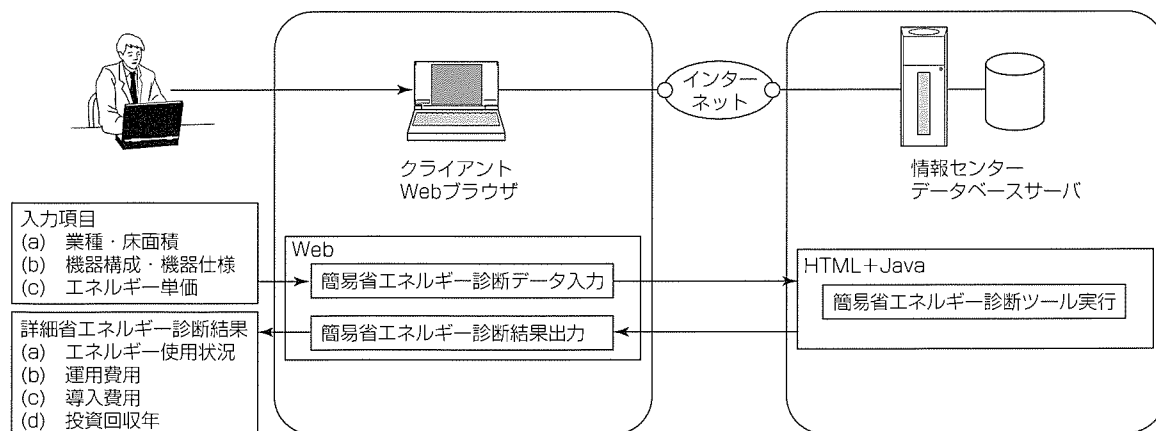 インター
ネット
クライアント
Webブラウザ
情報センター
データベースサーバ
入力項目
(a) 業種・床面積
(b) 機器構成・機器仕様
(c) エネルギー単価
Web
簡易省エネルギー診断データ入力
簡易省エネルギー診断結果出力
HTML+Java
簡易省エネルギー診断ツール実行
詳細省エネルギー診断結果
(a) エネルギー使用状況
(b) 運用費用
(c) 導入費用
(d) 投資回収年